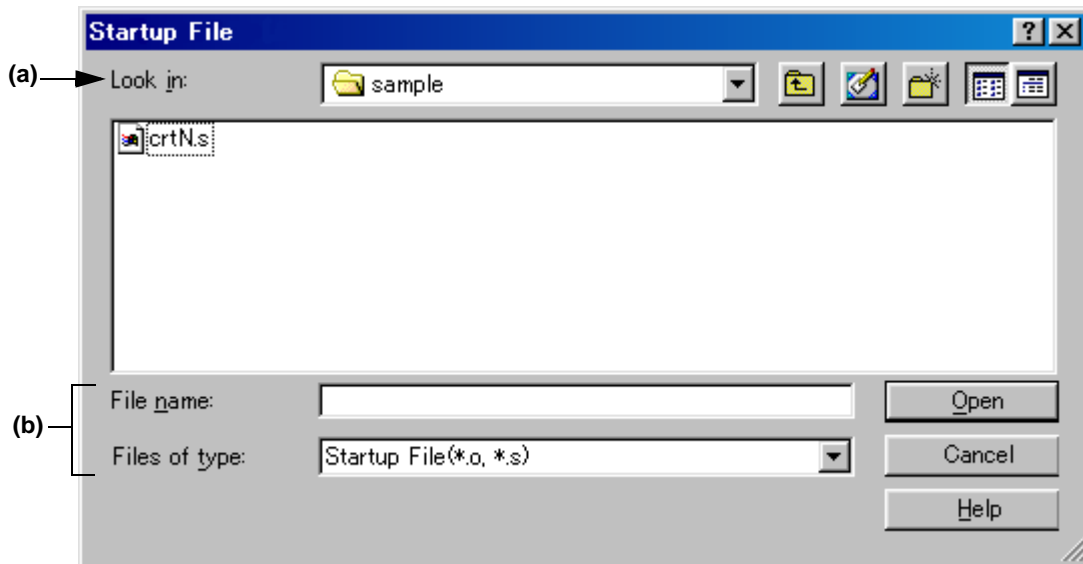 Startup File
(a)
Look in:
sample
crtN.s
(b)
File name:
Open
Files of type:
Startup File(*.o, *.s)
Cancel
Help